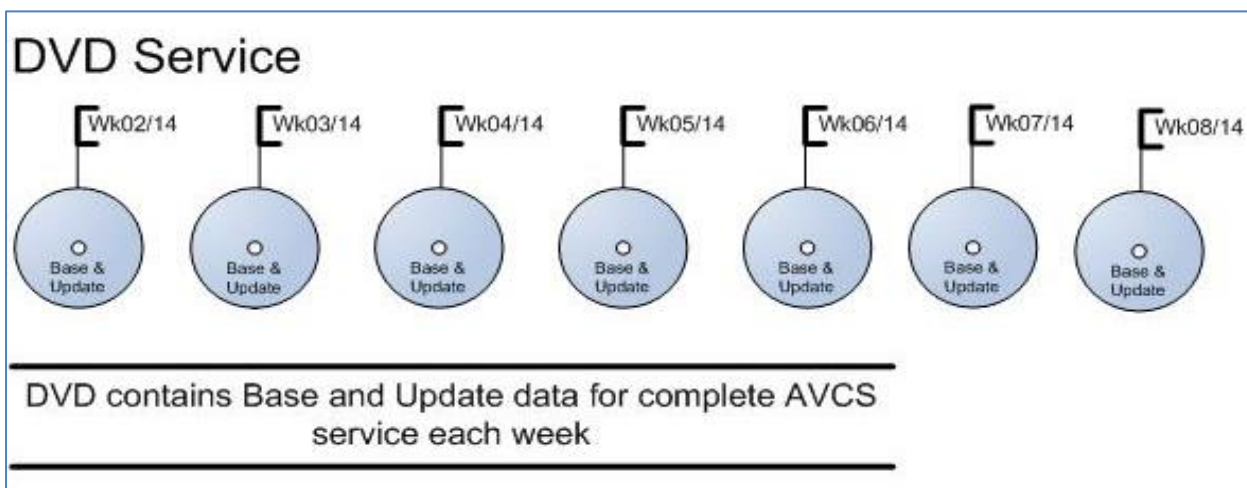 DVD Service
Wk02/14 Wk03/14 Wk04/14 Wk05/14 Wk06/14 Wk07/14 Wk08/14
Base & Base & Base & Base & Base & Base & Base &
Update Update Update Update Update Update Update
DVD contains Base and Update data for complete AVCS
service each week